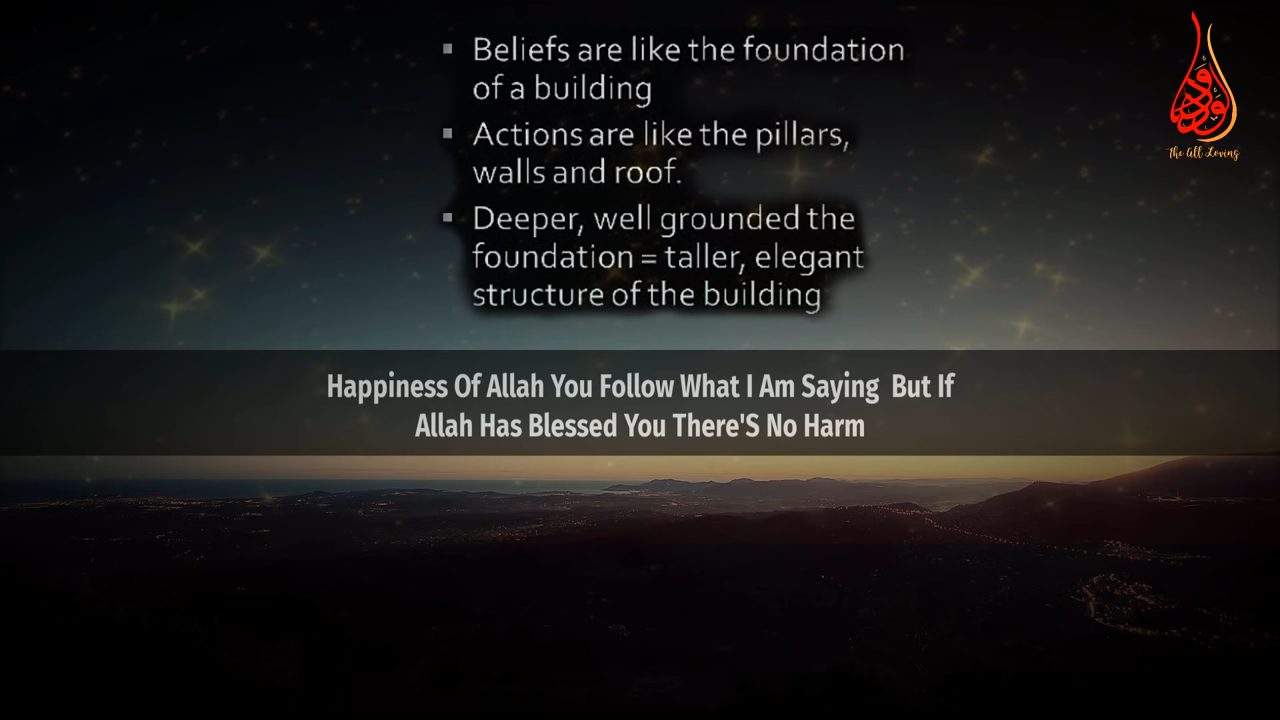 Beliefs are like the foundation
of a building
Actions are like the pillars,
walls and roof.
Deeper, well grounded the
foundation = taller, elegant
structure of the building
الودود
The All Loving
Happiness Of Allah You Follow What I Am Saying  But If
Allah Has Blessed You There'S No Harm